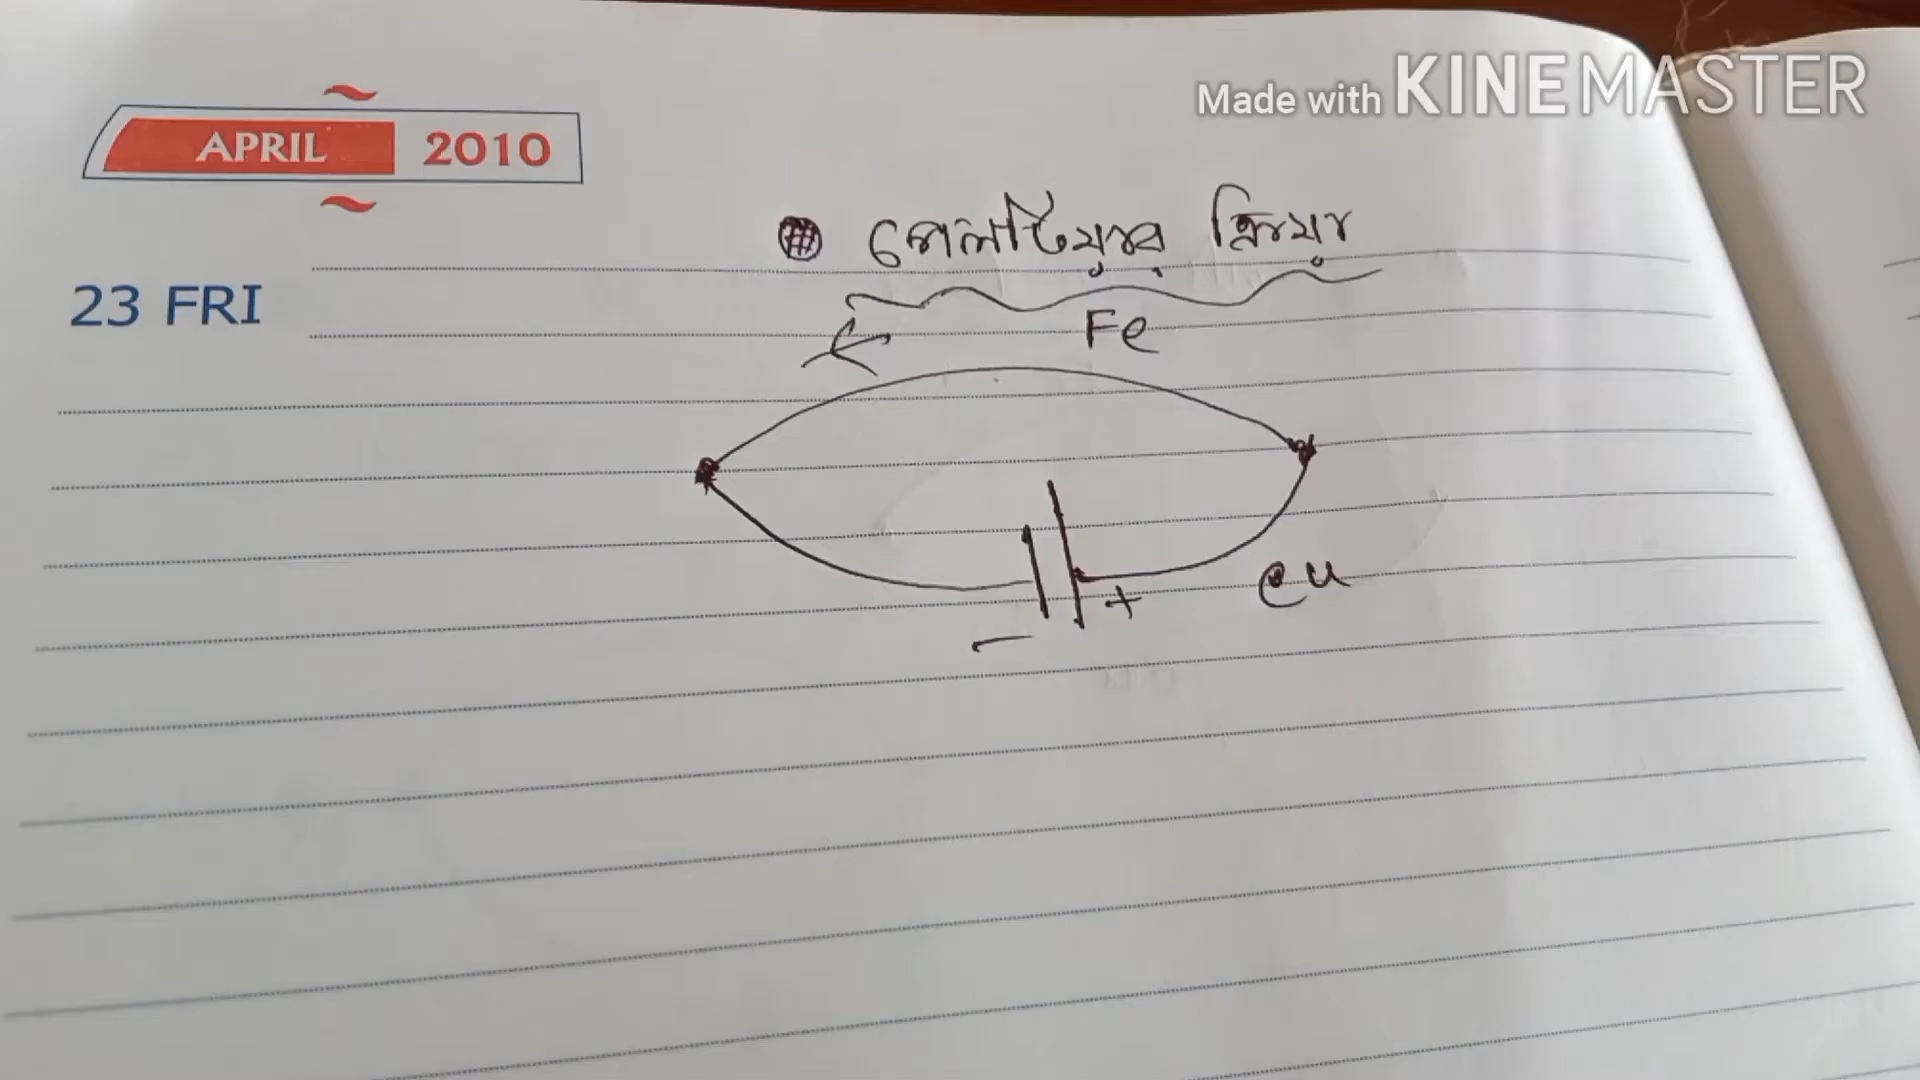 Made with KINEMASTER
APRIL 2010
পেলটিয়ার ক্রিয়া
23 FRI
Fe
Cu
+
−